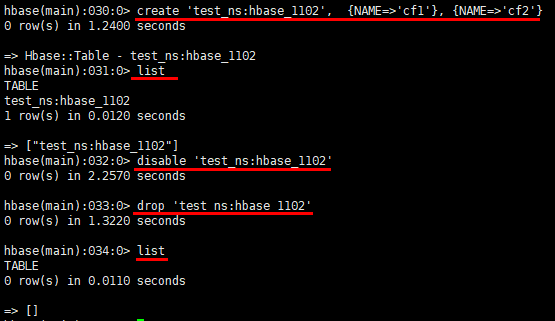 hbase(main):030:0> create 'test_ns:hbase_1102',  {NAME=>'cf1'}, {NAME=>'cf2'}
0 row(s) in 1.2400 seconds
=> Hbase::Table - test_ns:hbase_1102
hbase(main):031:0> list
TABLE
test_ns:hbase_1102
1 row(s) in 0.0120 seconds
=> ["test_ns:hbase_1102"]
hbase(main):032:0> disable 'test_ns:hbase_1102'
0 row(s) in 2.2570 seconds
hbase(main):033:0> drop 'test_ns:hbase_1102'
0 row(s) in 1.3220 seconds
hbase(main):034:0> list
TABLE
0 row(s) in 0.0110 seconds
=> []